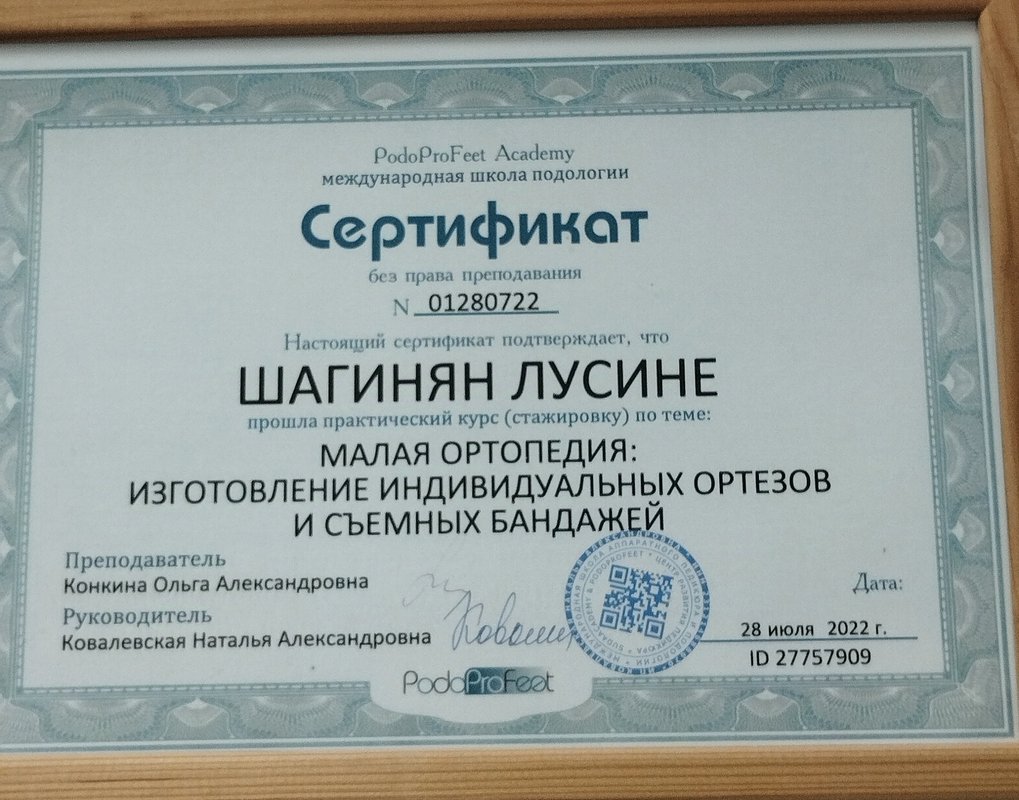 PodoProFeet Academy
международная школа подологии
Сертификат
без права преподавания
N 01280722
Настоящий сертификат подтверждает, что
ШАГИНЯН ЛУСИНЕ
прошла практический курс (стажировку) по теме:
МАЛАЯ ОРТОПЕДИЯ:
ИЗГОТОВЛЕНИЕ ИНДИВИДУАЛЬНЫХ ОРТЕЗОВ
И СЪЕМНЫХ БАНДАЖЕЙ
Преподаватель
Конкина Ольга Александровна
Руководитель
Ковалевская Наталья Александровна
Дата:
28 июля 2022 г.
ID 27757909
PodoProFeet